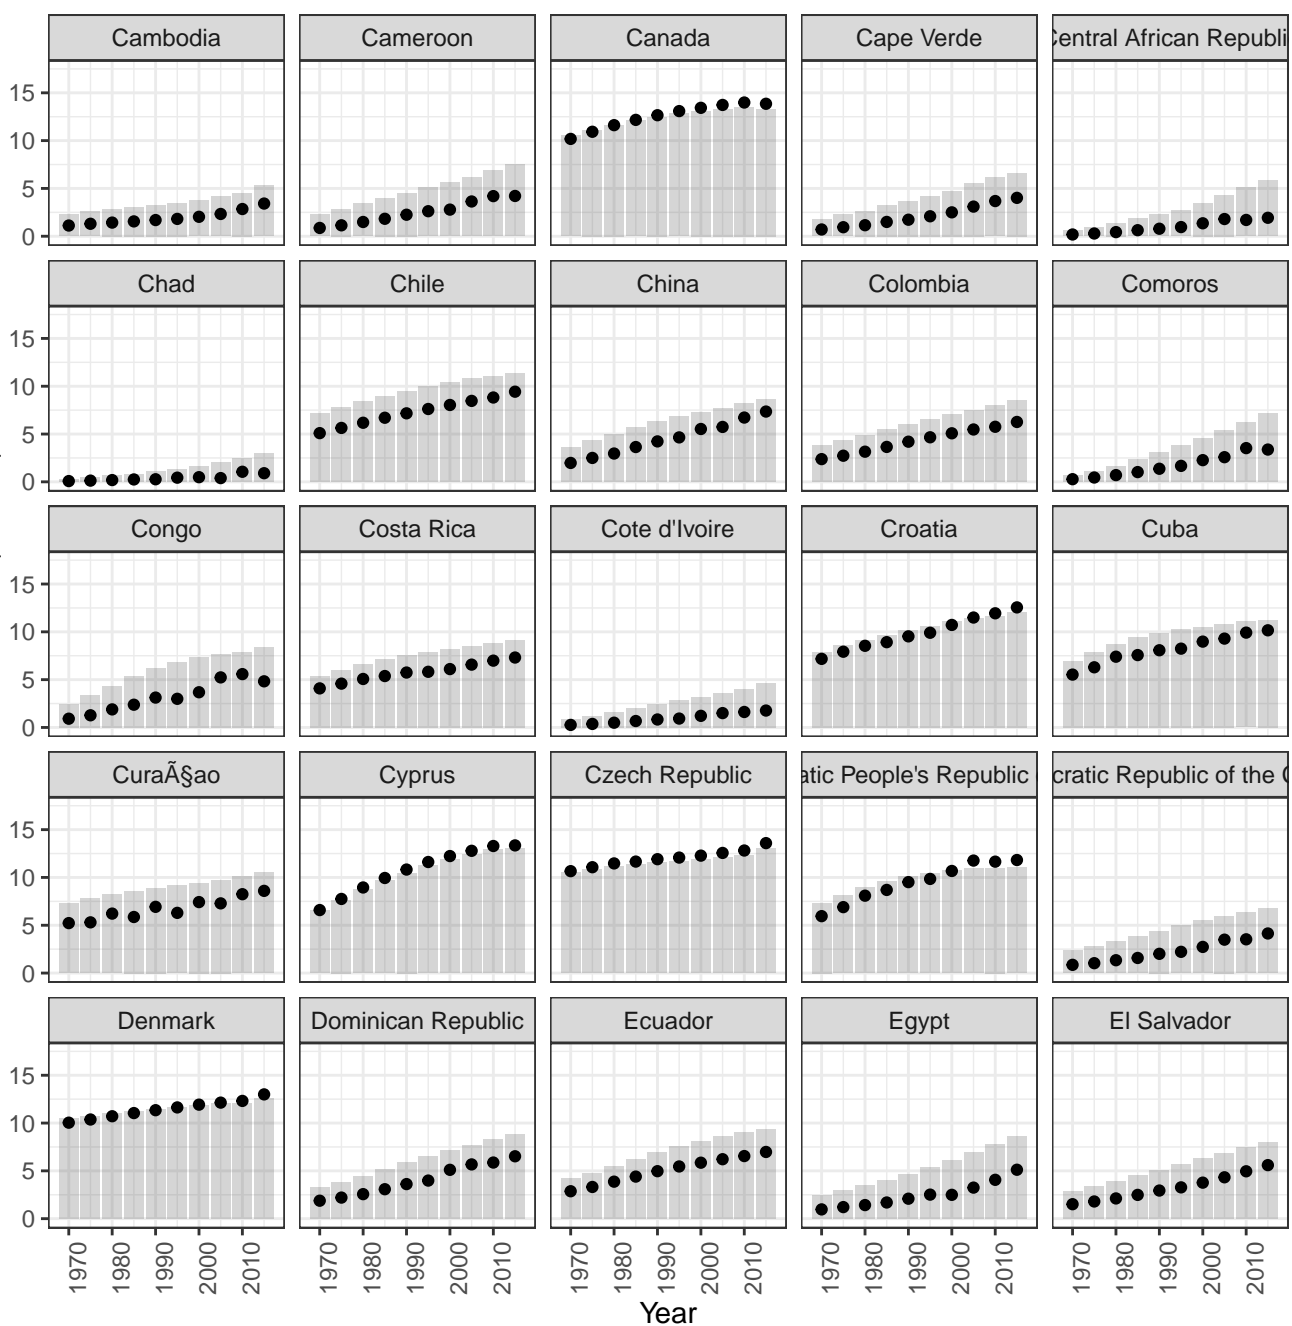 Cambodia Cameroon Canada Cape Verde Central African Republi
15
10
5
0
Chad Chile China Colombia Comoros
15
10
5
0
Congo Costa Rica Cote d'Ivoire Croatia Cuba
15
10
5
0
CuraÃ§ao Cyprus Czech Republic atic People's Republic cratic Republic of the
15
10
5
0
Denmark Dominican Republic Ecuador Egypt El Salvador
15
10
5
0
1970 1980 1990 2000 2010 1970 1980 1990 2000 2010 1970 1980 1990 2000 2010 1970 1980 1990 2000 2010 1970 1980 1990 2000 2010
Year